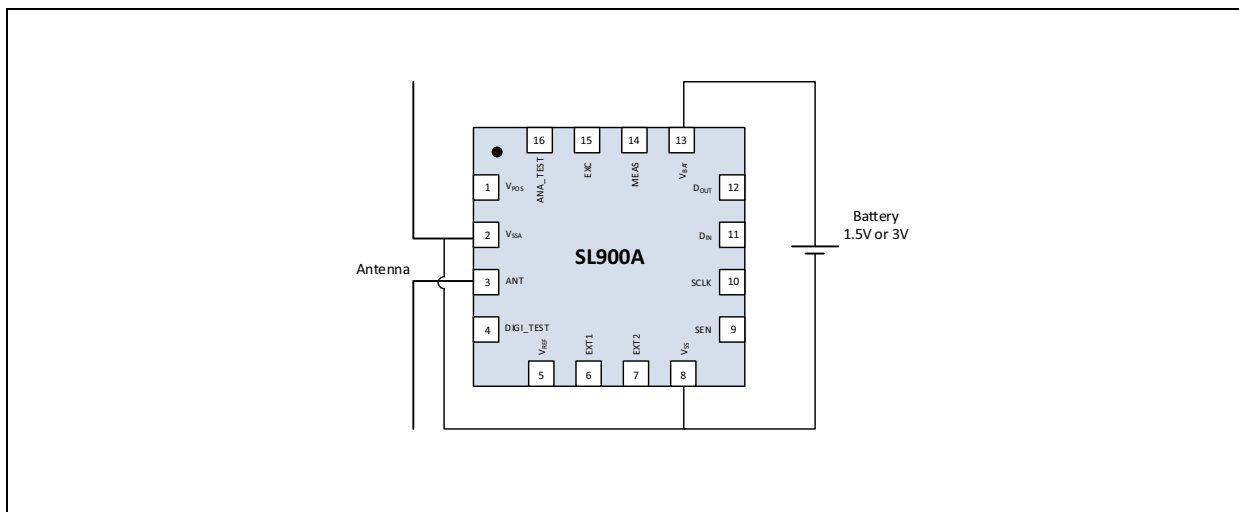 16
15
14
13
ANA_TEST
EXC
MEAS
VBAT
1
VPOS
DOUT
12
2
VSSA
DIN
11
Battery
1.5V or 3V
SL900A
Antenna
3
ANT
SCLK
10
4
DIGI_TEST
SEN
9
VREF
EXT1
EXT2
VSS
5
6
7
8